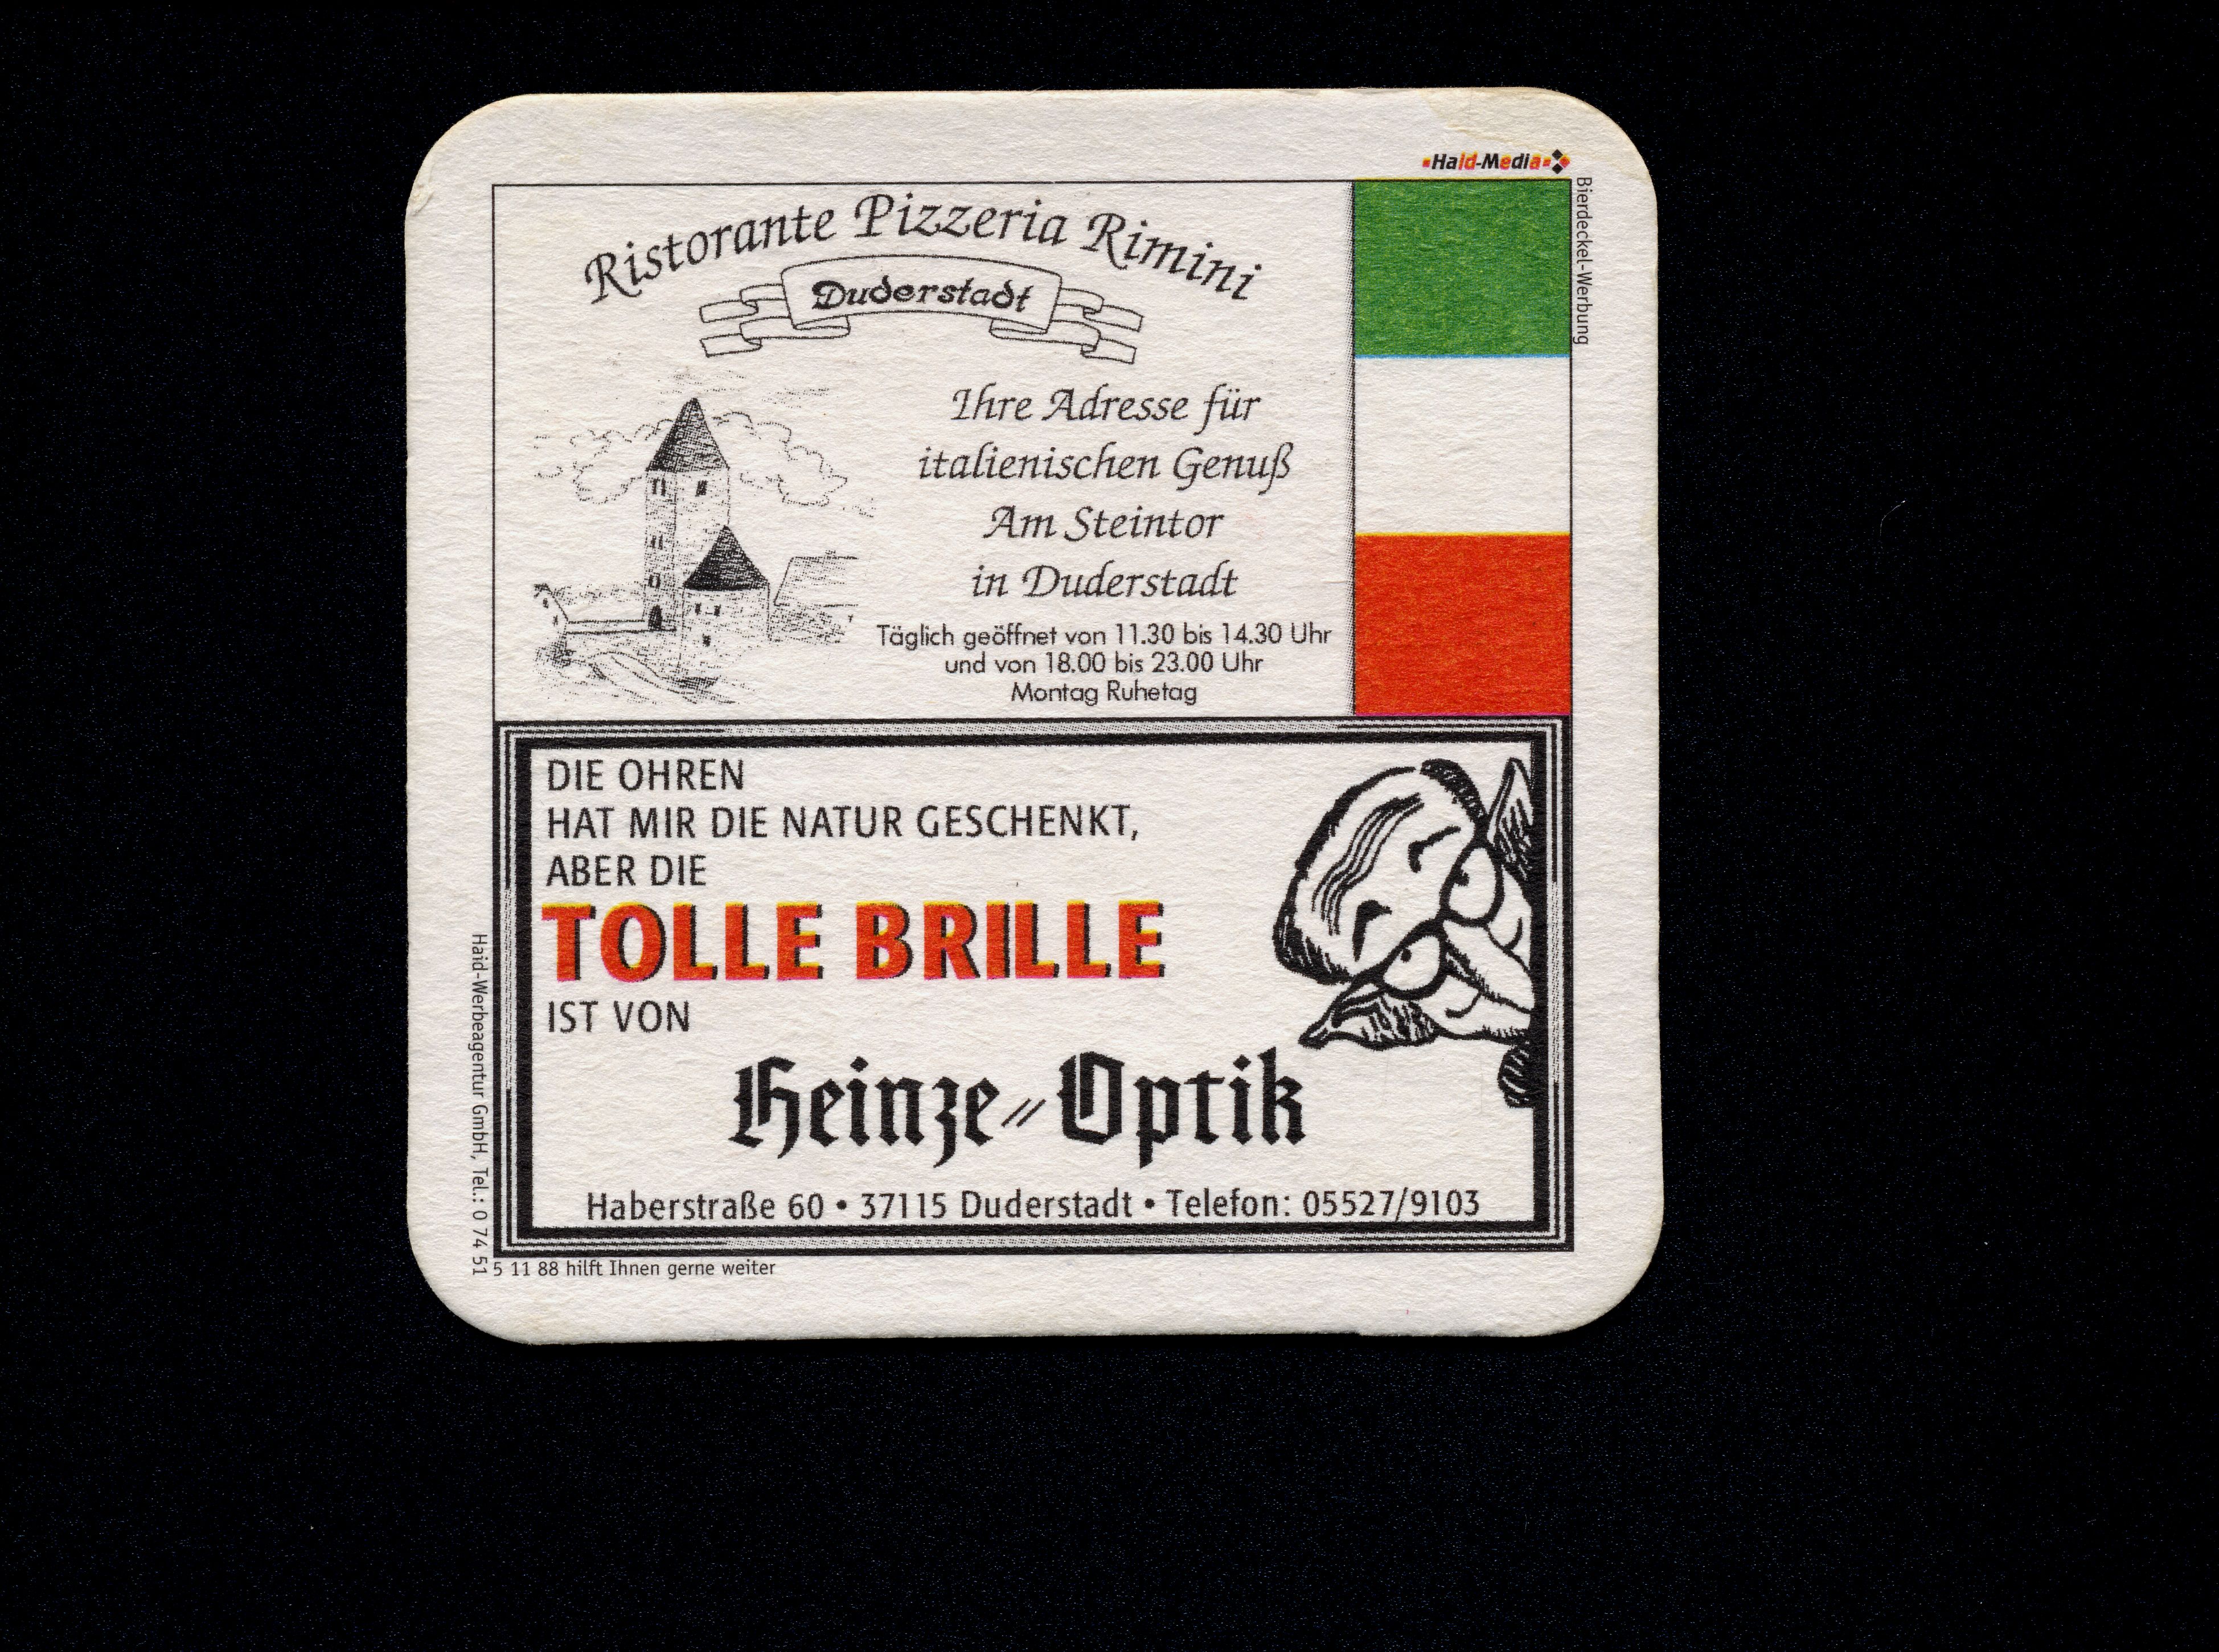 Haid-Media
Bierdeckel-Werbung
Ristorante Pizzeria Rimini
Duderstadt
Ihre Adresse für
italienischen Genuß
Am Steintor
in Duderstadt
Täglich geöffnet von 11.30 bis 14.30 Uhr
und von 18.00 bis 23.00 Uhr
Montag Ruhetag
DIE OHREN
HAT MIR DIE NATUR GESCHENKT,
ABER DIE
TOLLE BRILLE
IST VON
Heinze-Optik
Haberstraße 60 • 37115 Duderstadt • Telefon: 05527/9103
Haid-Werbeagentur GmbH, Tel.: 0 74 51
5 11 88 hilft Ihnen gerne weiter